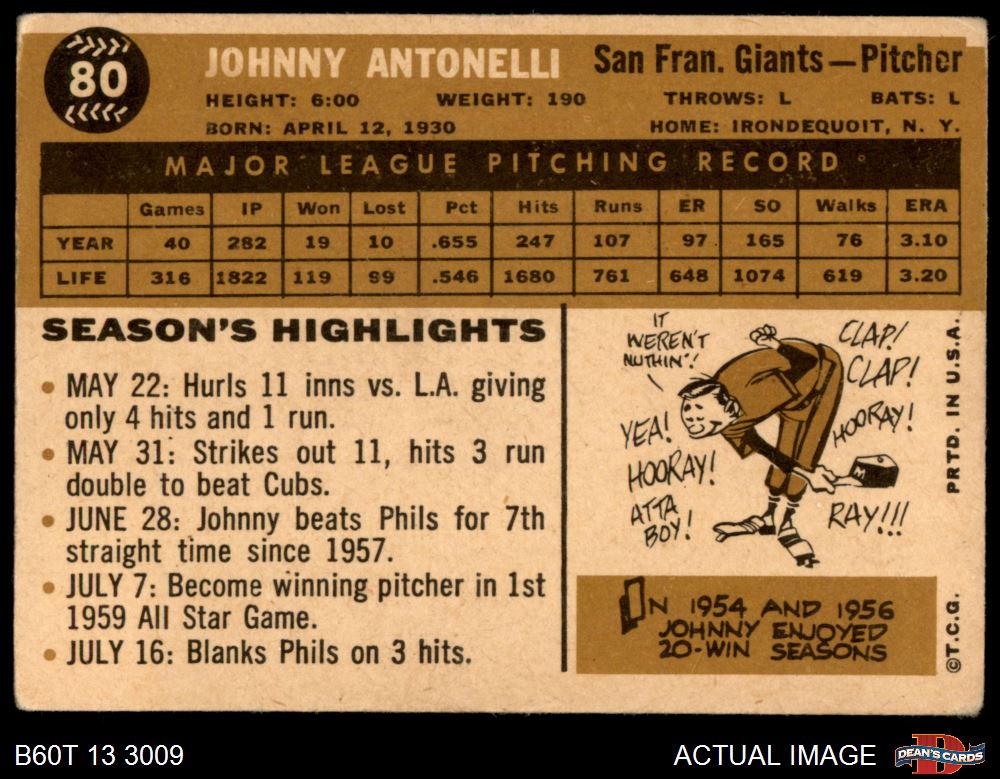 80
JOHNNY ANTONELLI San Fran. Giants—Pitcher
HEIGHT: 6:00 WEIGHT: 190 THROWS: L BATS: L
BORN: APRIL 12, 1930 HOME: IRONDEQUOIT, N. Y.
MAJOR LEAGUE PITCHING RECORD
Games IP Won Lost Pct Hits Runs ER SO Walks ERA
YEAR 40 282 19 10 .655 247 107 97 165 76 3.10
LIFE 316 1822 119 99 .546 1680 761 648 1074 619 3.20
SEASON'S HIGHLIGHTS
• MAY 22: Hurls 11 inns vs. L.A. giving
only 4 hits and 1 run.
• MAY 31: Strikes out 11, hits 3 run
double to beat Cubs.
• JUNE 28: Johnny beats Phils for 7th
straight time since 1957.
• JULY 7: Become winning pitcher in 1st
1959 All Star Game.
• JULY 16: Blanks Phils on 3 hits.
IT
WEREN'T
NUTHIN'!
CLAP!
CLAP!
YEA!
HOORAY!
HOORAY!
ATTA
BOY!
M
RAY!!!
IN 1954 AND 1956
JOHNNY ENJOYED
20-WIN SEASONS
PRTD. IN U.S.A.
©T.C.G.
B60T 13 3009
ACTUAL IMAGE
D
DEAN'S CARDS